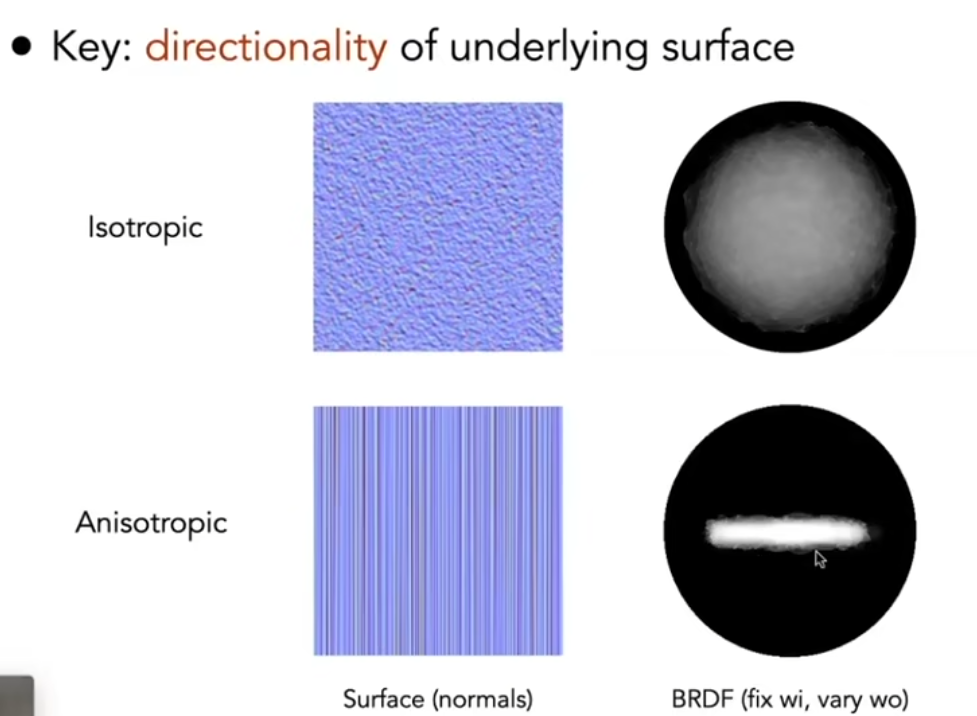 • Key: directionality of underlying surface
Isotropic
Anisotropic
Surface (normals)
BRDF (fix wi, vary wo)